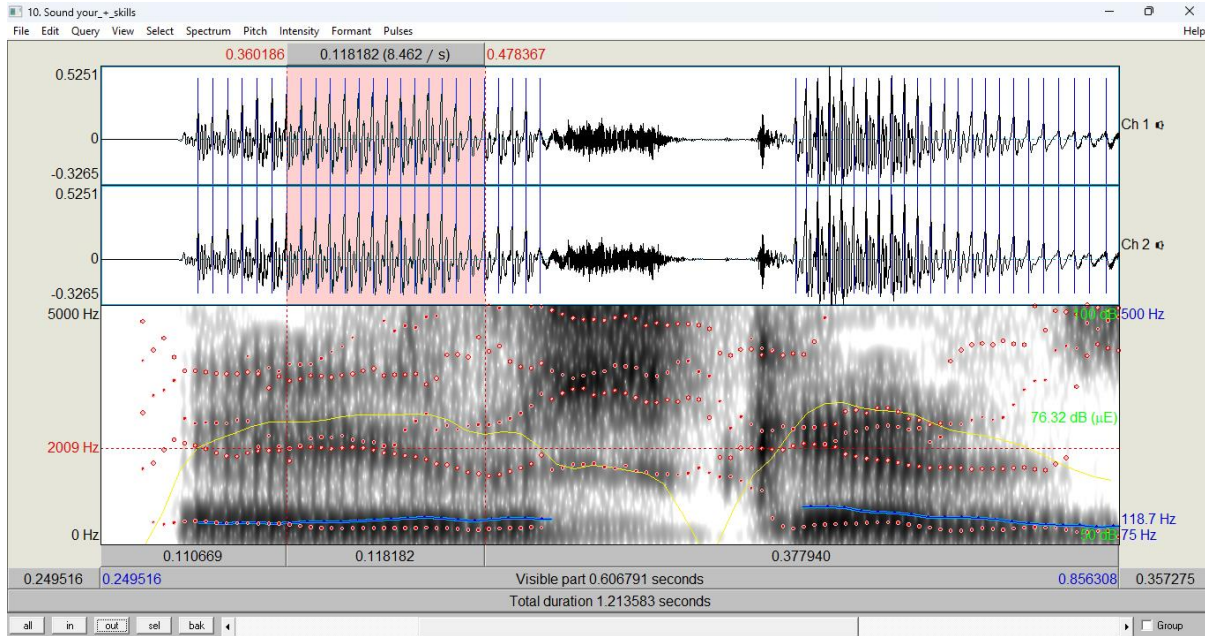 10. Sound your_+_skills
File Edit Query View Select Spectrum Pitch Intensity Formant Pulses Help
0.360186 0.118182 (8.462 / s) 0.478367
0.5251
0
-0.3265
Ch 1
0.5251
0
-0.3265
Ch 2
5000 Hz 100 dB 500 Hz
76.32 dB (µE)
2009 Hz
118.7 Hz
0 Hz 50 dB 75 Hz
0.110669 0.118182 0.377940
0.249516 0.249516 Visible part 0.606791 seconds 0.856308 0.357275
Total duration 1.213583 seconds
all in out sel bak Group